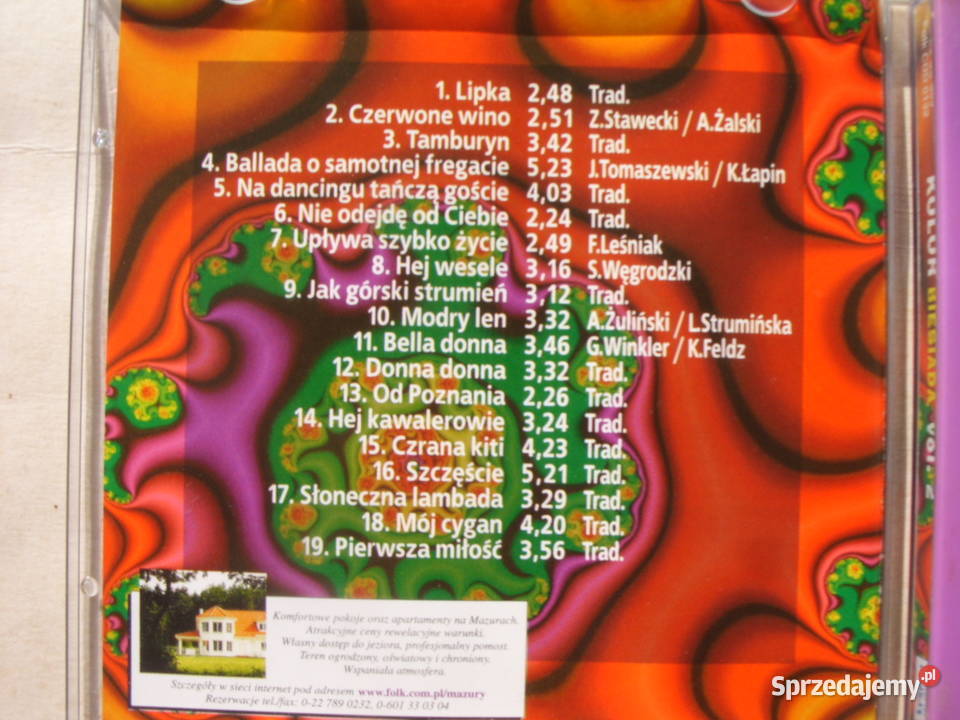 1. Lipka 2,48 Trad.
2. Czerwone wino 2,51 Z.Stawecki / A.Żalski
3. Tamburyn 3,42 Trad.
4. Ballada o samotnej fregacie 5,23 J.Tomaszewski / K.Łapin
5. Na dancingu tańczą goście 4,03 Trad.
6. Nie odejdę od Ciebie 2,24 Trad.
7. Upływa szybko życie 2,49 F.Leśniak
8. Hej wesele 3,16 S.Węgrodzki
9. Jak górski strumień 3,12 Trad.
10. Modry len 3,32 A.Żuliński / L.Strumińska
11. Bella donna 3,46 G.Winkler / K.Feldz
12. Donna donna 3,32 Trad.
13. Od Poznania 2,26 Trad.
14. Hej kawalerowie 3,24 Trad.
15. Czrana kiti 4,23 Trad.
16. Szczęście 5,21 Trad.
17. Słoneczna lambada 3,29 Trad.
18. Mój cygan 4,20 Trad.
19. Pierwsza miłość 3,56 Trad.
Komfortowe pokoje oraz apartamenty na Mazurach.
Atrakcyjne ceny rewelacyjne warunki.
Własny dostęp do jeziora, profesjonalny pomost.
Teren ogrodzony, oświatowy i chroniony.
Wspaniała atmosfera.
Szczegóły w sieci internet pod adresem www.folk.com.pl/mazury
Rezerwacje tel./fax: 0-22 789 0232, 0-601 33 03 04
BIESIADA vol. 2
Sprzedajemy.pl